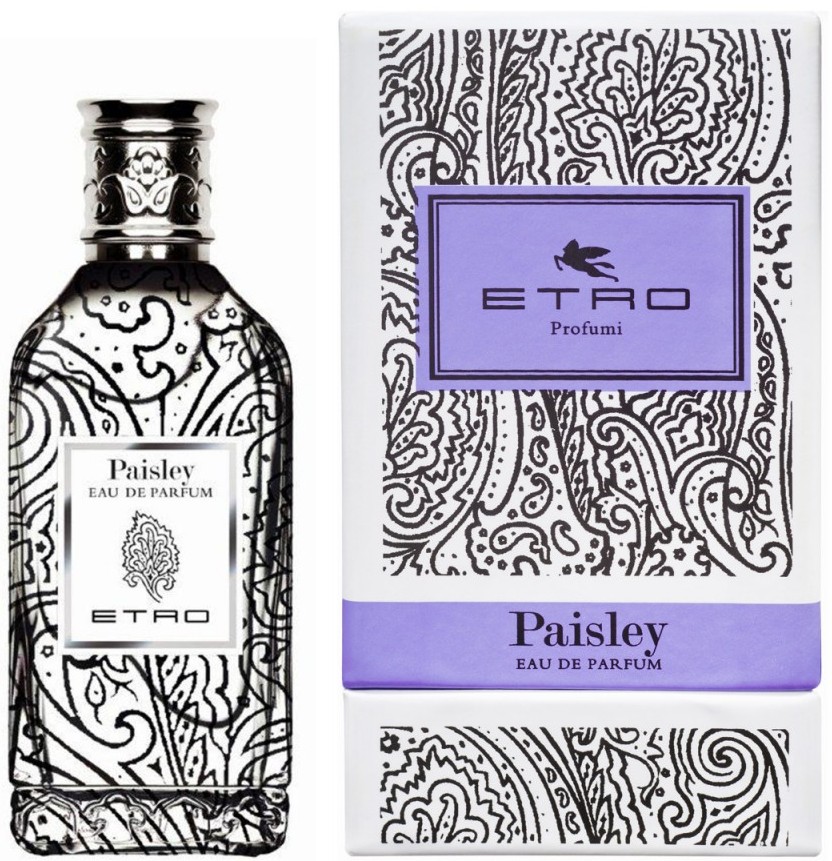 Paisley
EAU DE PARFUM
ETRO
ETRO
Profumi
Paisley
EAU DE PARFUM